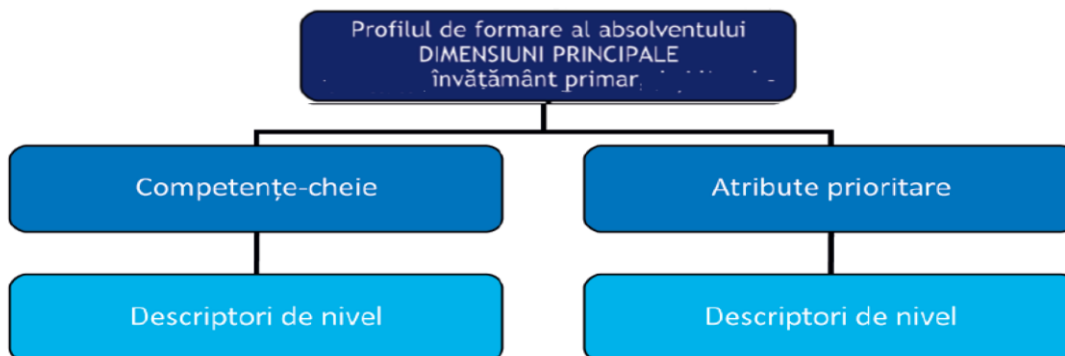 Profilul de formare al absolventului
DIMENSIUNI PRINCIPALE
învățământ primar,
Competențe-cheie
Atribute prioritare
Descriptori de nivel
Descriptori de nivel